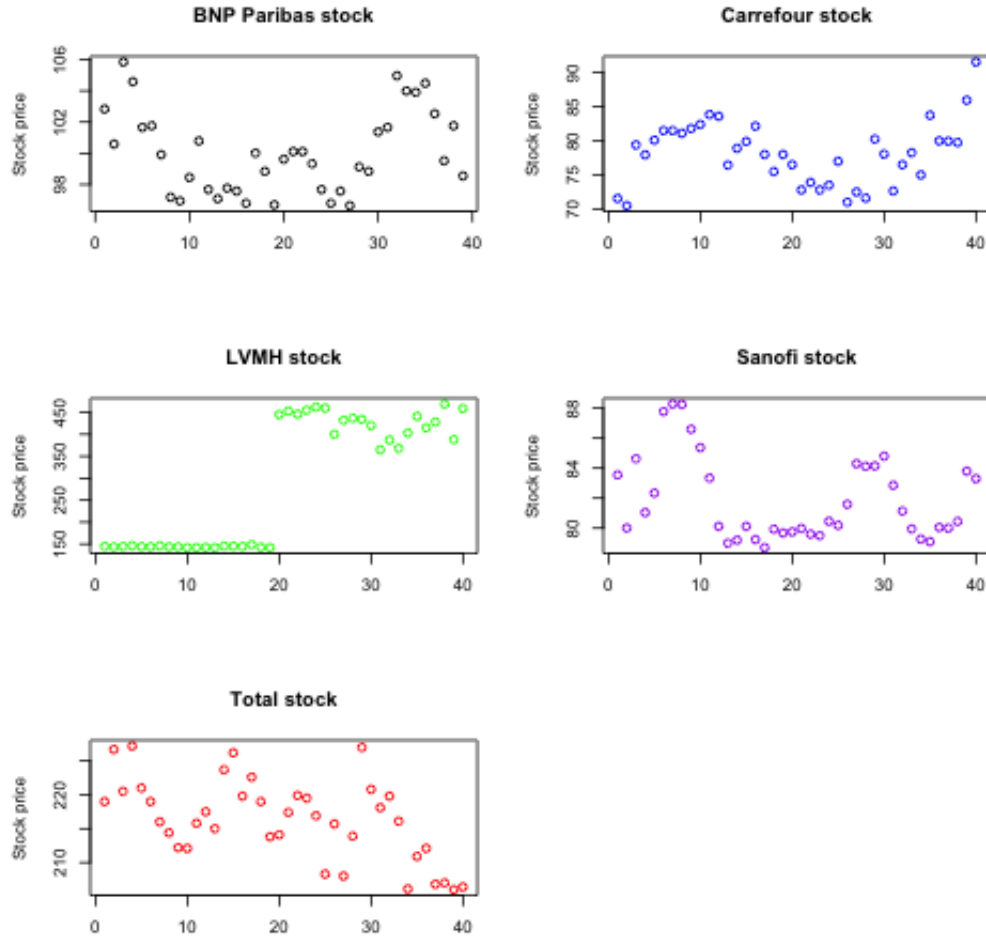 BNP Paribas stock
Stock price
98 102 106
0 10 20 30 40
Carrefour stock
Stock price
70 75 80 85 90
0 10 20 30 40
LVMH stock
Stock price
150 250 350 450
0 10 20 30 40
Sanofi stock
Stock price
80 84 88
0 10 20 30 40
Total stock
Stock price
210 220
0 10 20 30 40